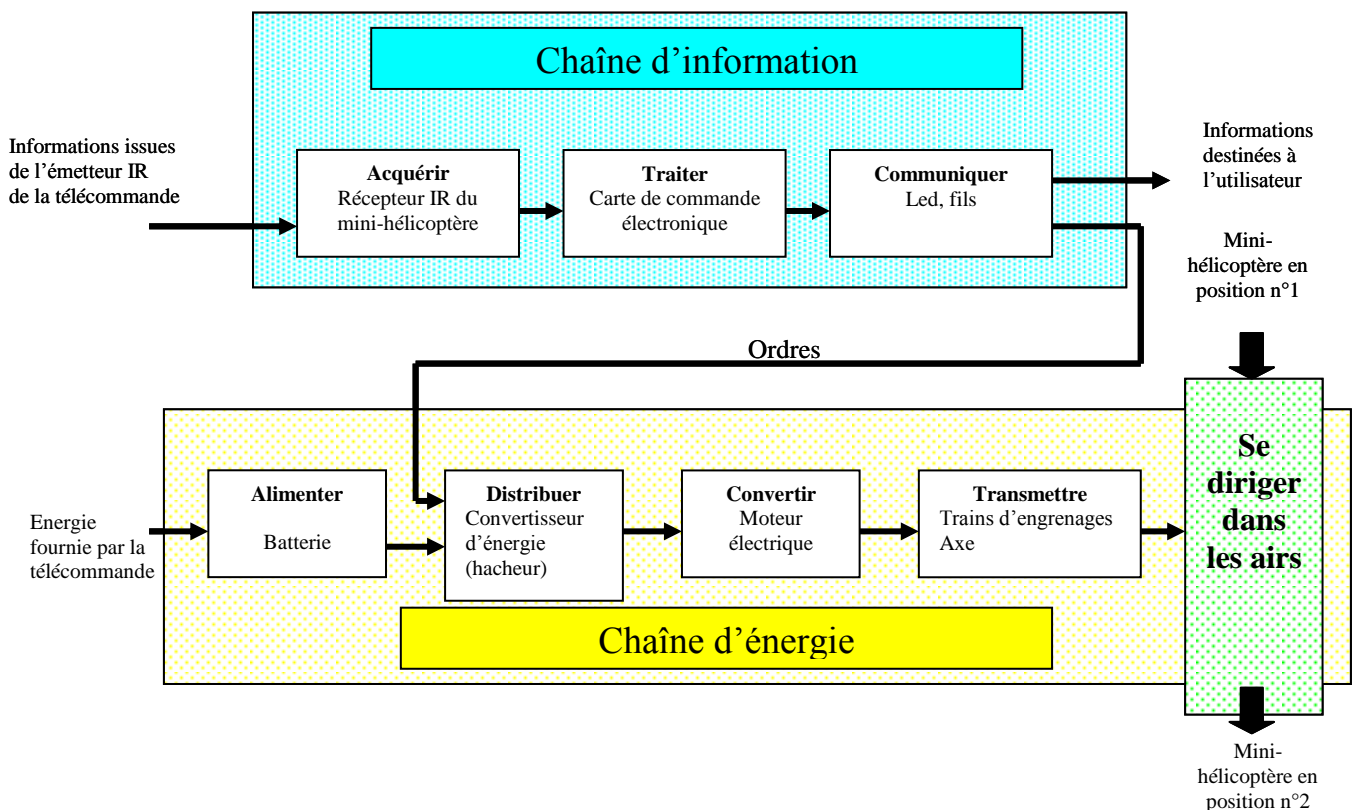 Chaîne d’information
Informations issues
de l’émetteur IR
de la télécommande
Acquérir
Récepteur IR du
mini-hélicoptère
Traiter
Carte de commande
électronique
Communiquer
Led, fils
Informations
destinées à
l’utilisateur
Mini-
hélicoptère en
position n°1
Ordres
Energie
fournie par la
télécommande
Alimenter
Batterie
Distribuer
Convertisseur
d’énergie
(hacheur)
Convertir
Moteur
électrique
Transmettre
Trains d’engrenages
Axe
Se
diriger
dans
les airs
Chaîne d’énergie
Mini-
hélicoptère en
position n°2